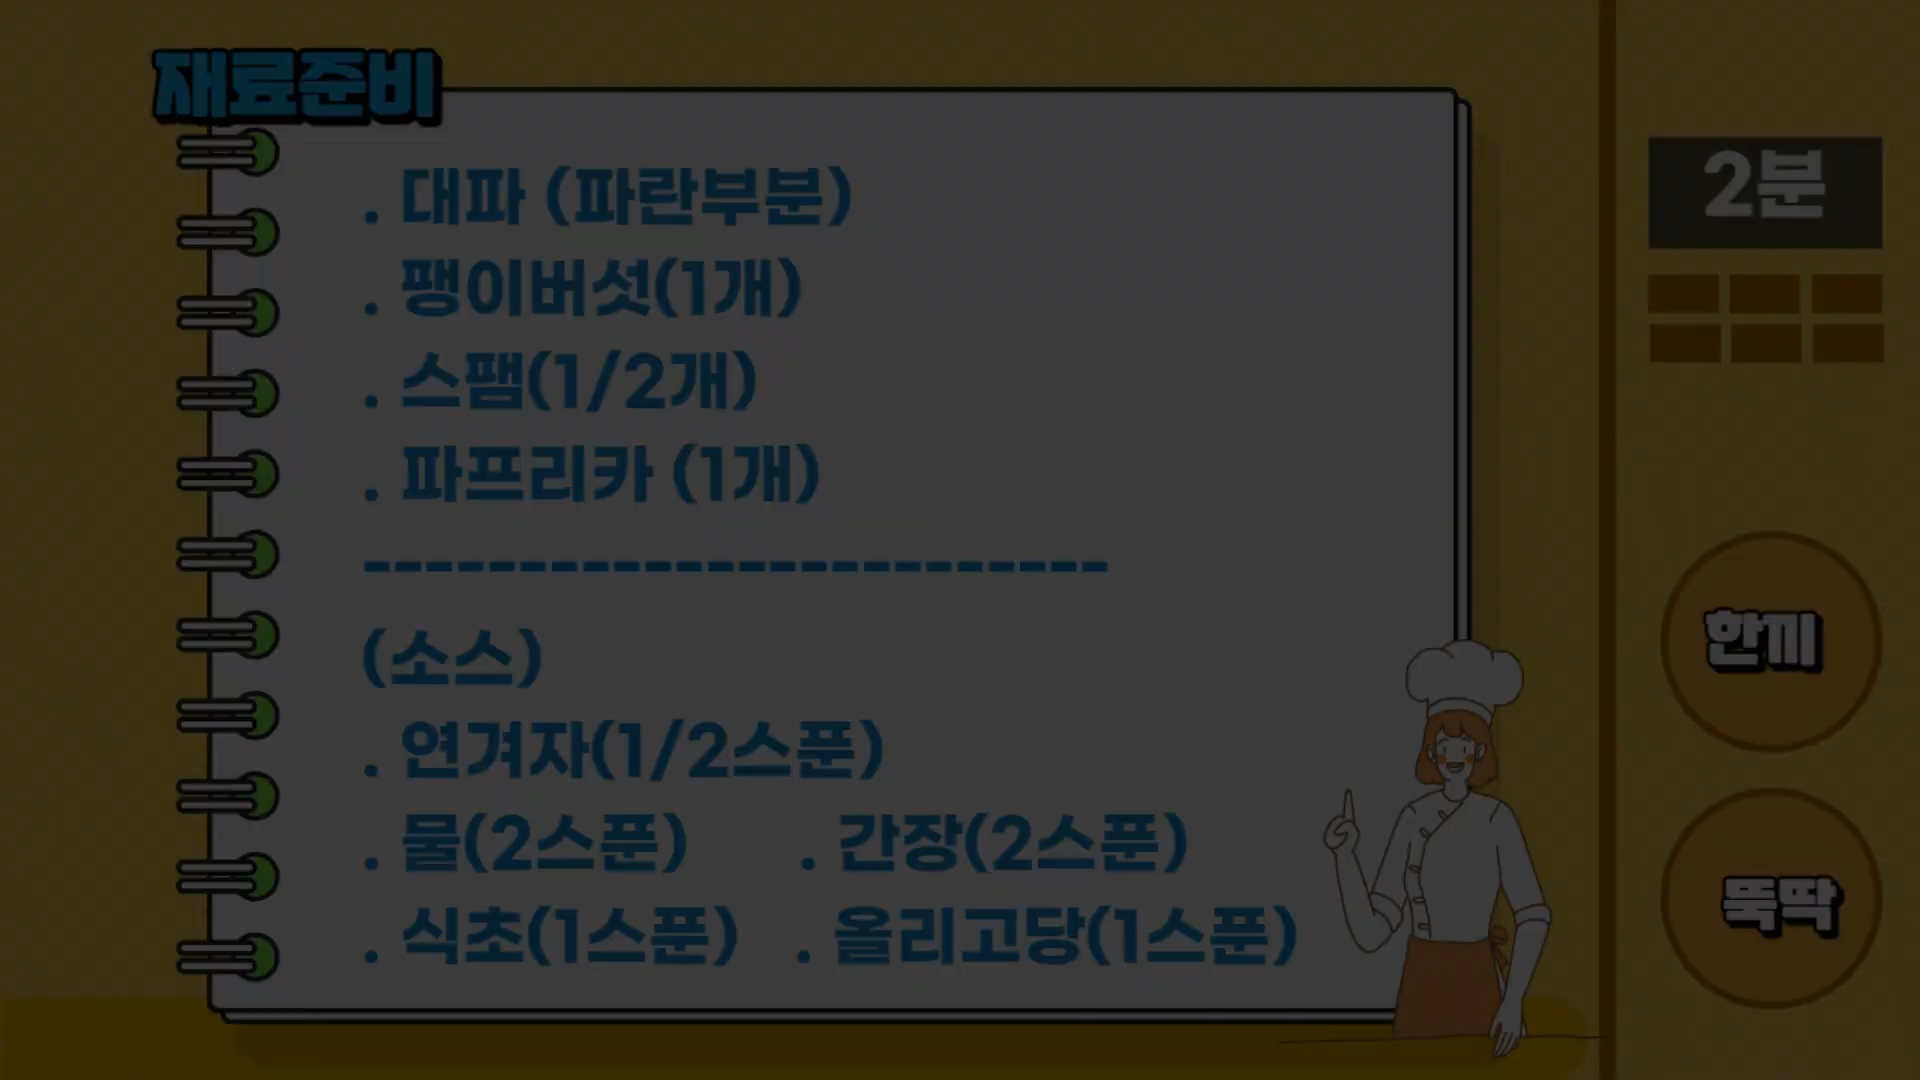 재료준비
. 대파 (파란부분)
. 팽이버섯(1개)
. 스팸(1/2개)
. 파프리카 (1개)
------------------------
(소스)
. 연겨자(1/2스푼)
. 물(2스푼) . 간장(2스푼)
. 식초(1스푼) . 올리고당(1스푼)
2분
한끼
뚝딱